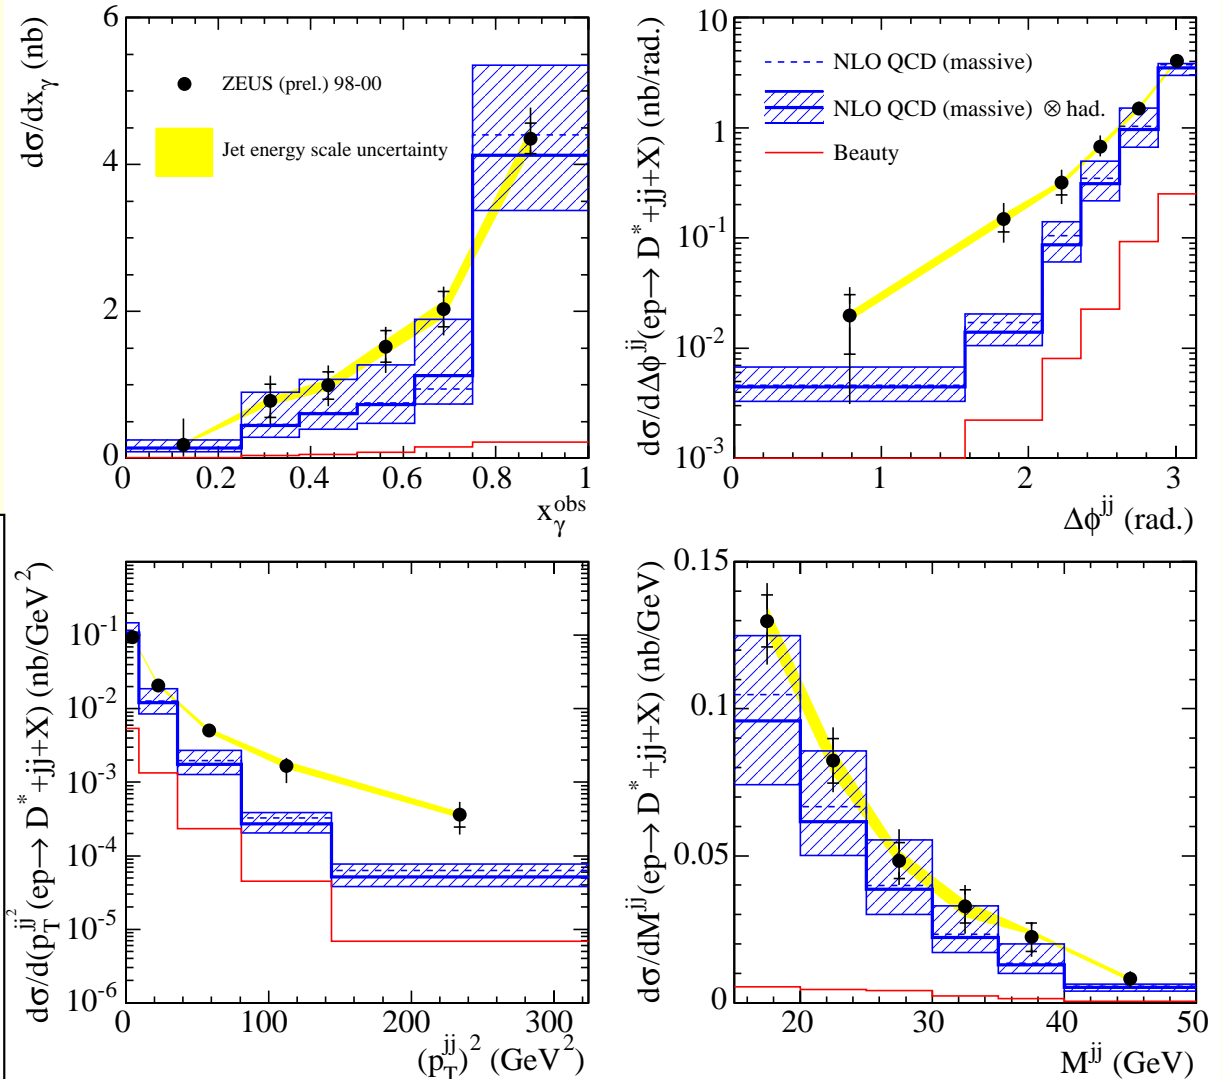 dσ/dx_γ (nb)
6
4
2
0
ZEUS (prel.) 98-00
Jet energy scale uncertainty
0 0.2 0.4 0.6 0.8 1
x_γ^obs
dσ/dΔϕ^jj (ep→ D^* +jj+X) (nb/rad.)
10
1
10^-1
10^-2
10^-3
NLO QCD (massive)
NLO QCD (massive) ⊗ had.
Beauty
0 1 2 3
Δϕ^jj (rad.)
dσ/d(p_T^jj^2 (ep→ D^* +jj+X) (nb/GeV^2)
10^-1
10^-2
10^-3
10^-4
10^-5
10^-6
0 100 200 300
(p_T^jj)^2 (GeV^2)
dσ/dM^jj (ep→ D^* +jj+X) (nb/GeV)
0.15
0.1
0.05
0
20 30 40 50
M^jj (GeV)